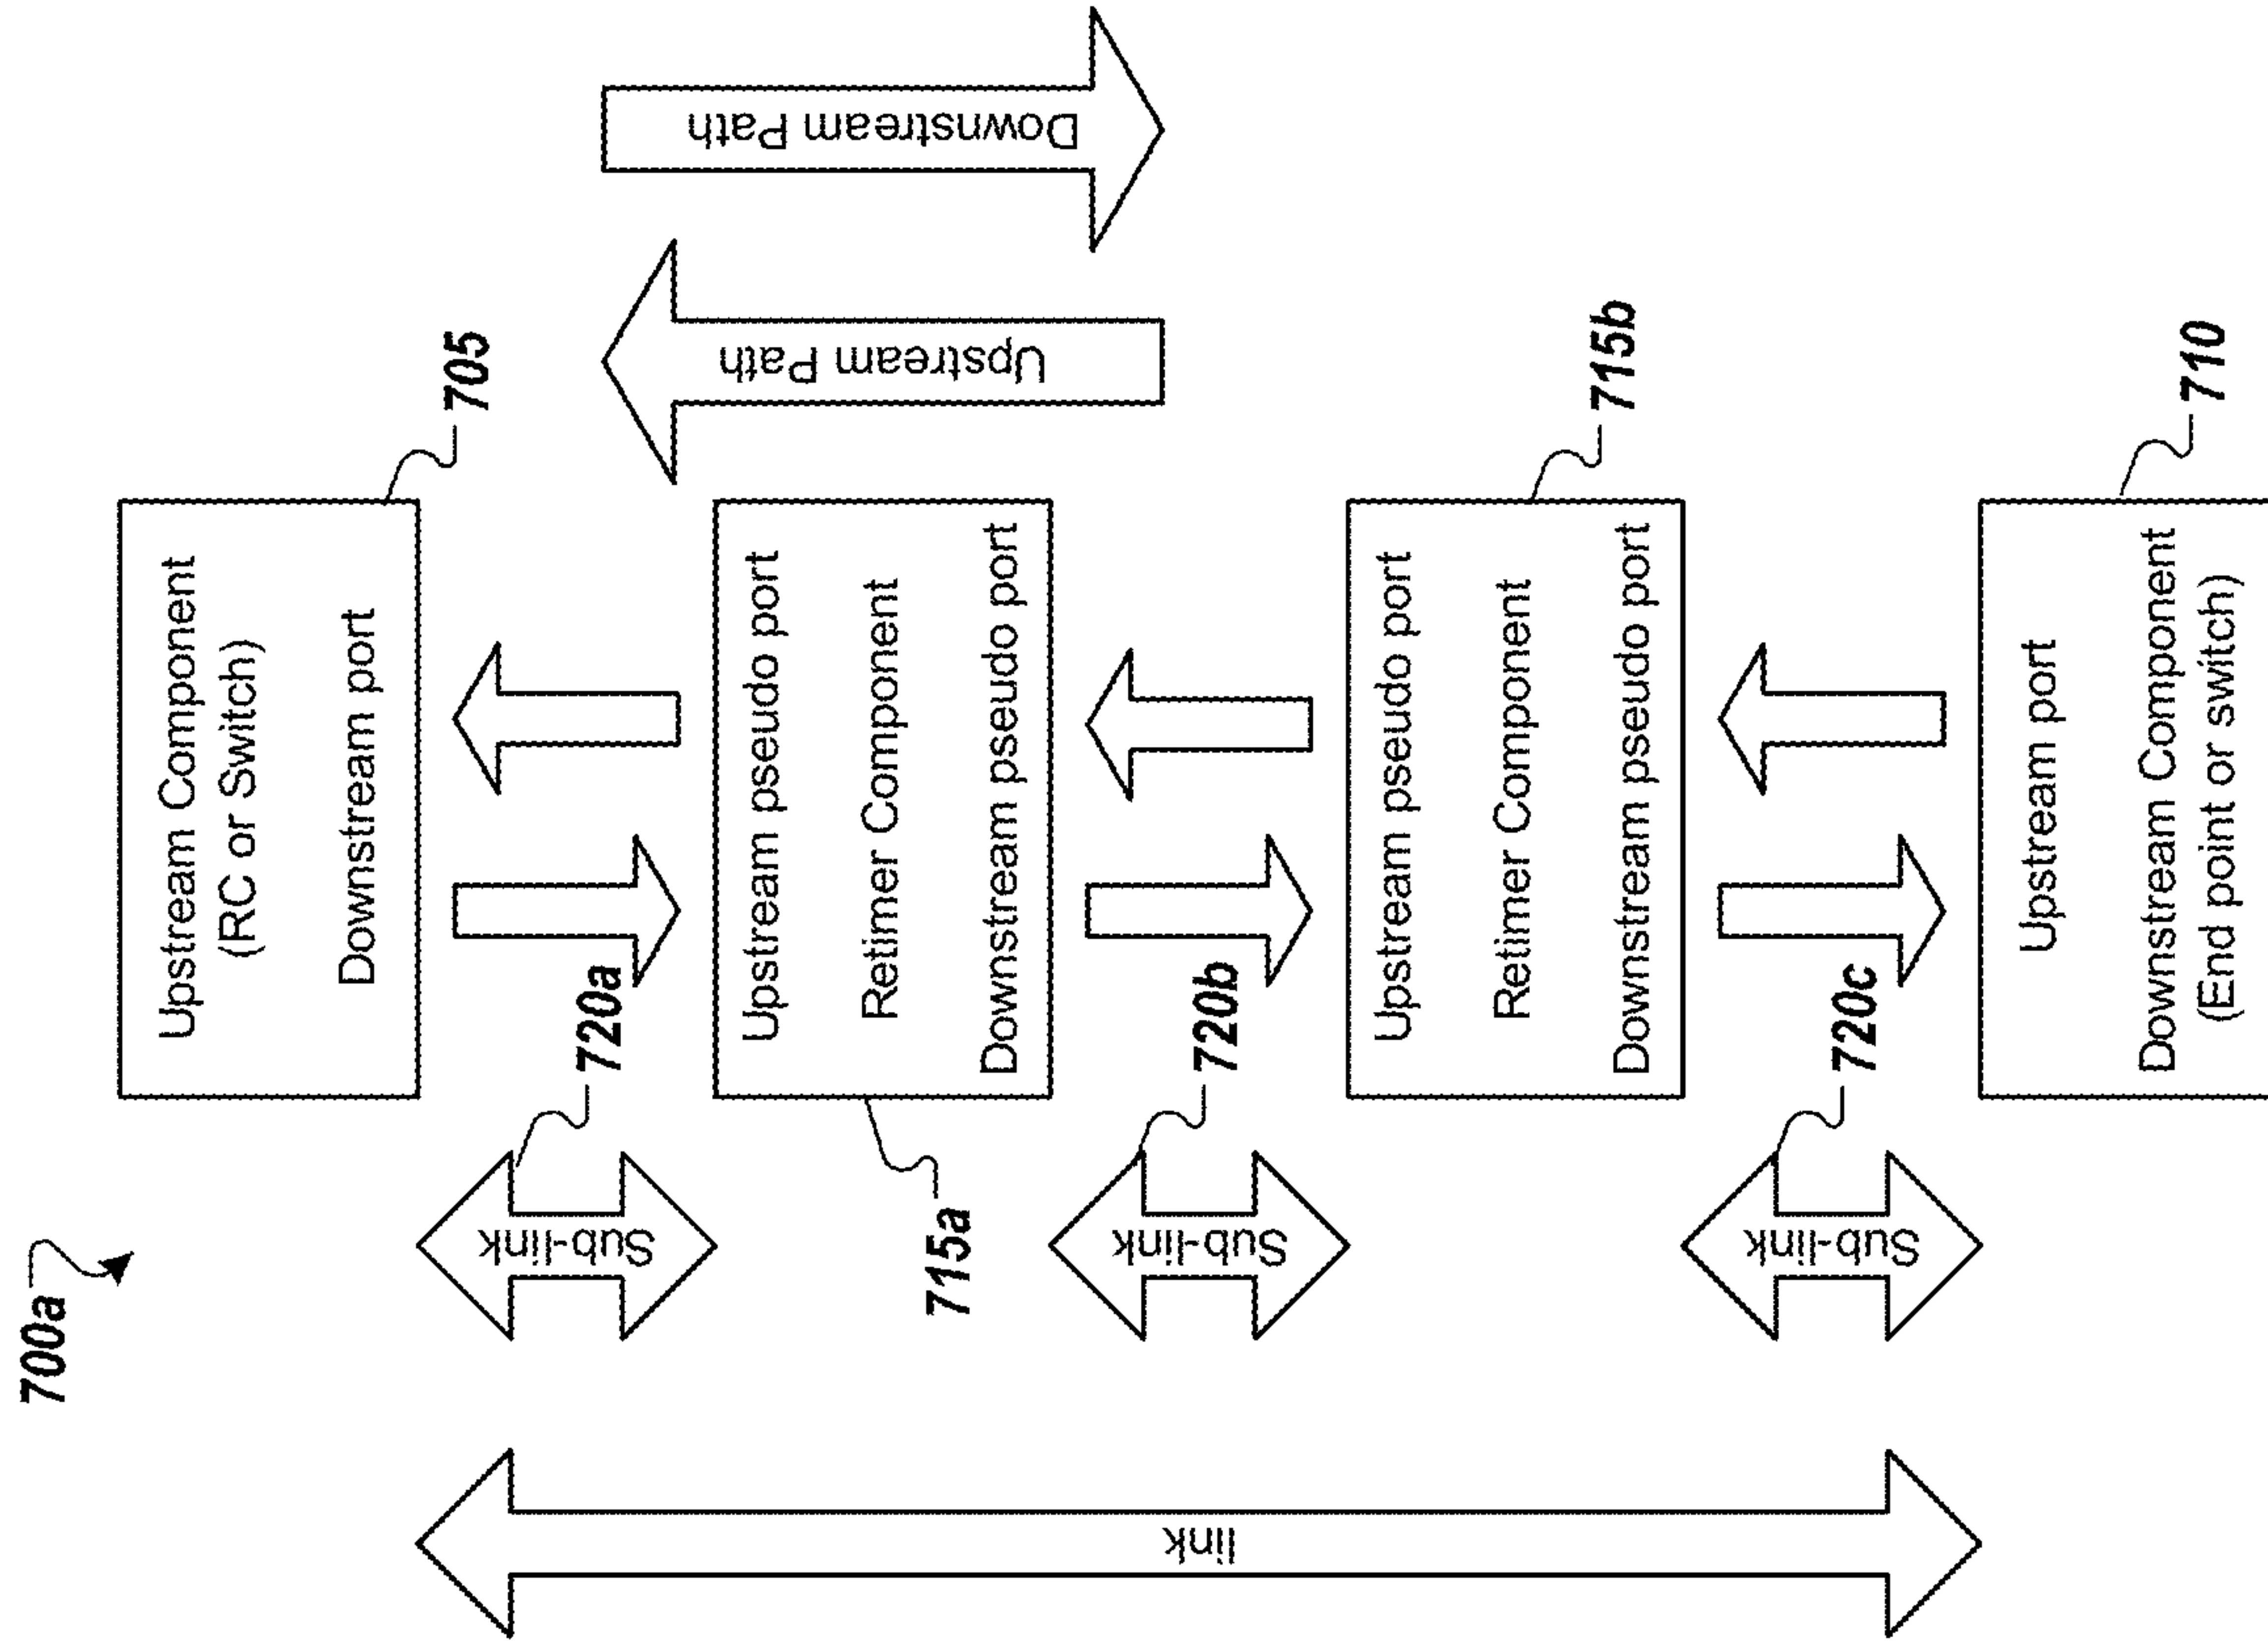 700a
Upstream Component
(RC or Switch)
Downstream port
705
720a
Sub-link
Upstream pseudo port
Retimer Component
Downstream pseudo port
715a
Upstream Path
Downstream Path
720b
Sub-link
Upstream pseudo port
Retimer Component
Downstream pseudo port
715b
720c
Sub-link
link
Upstream port
Downstream Component
(End point or switch)
710